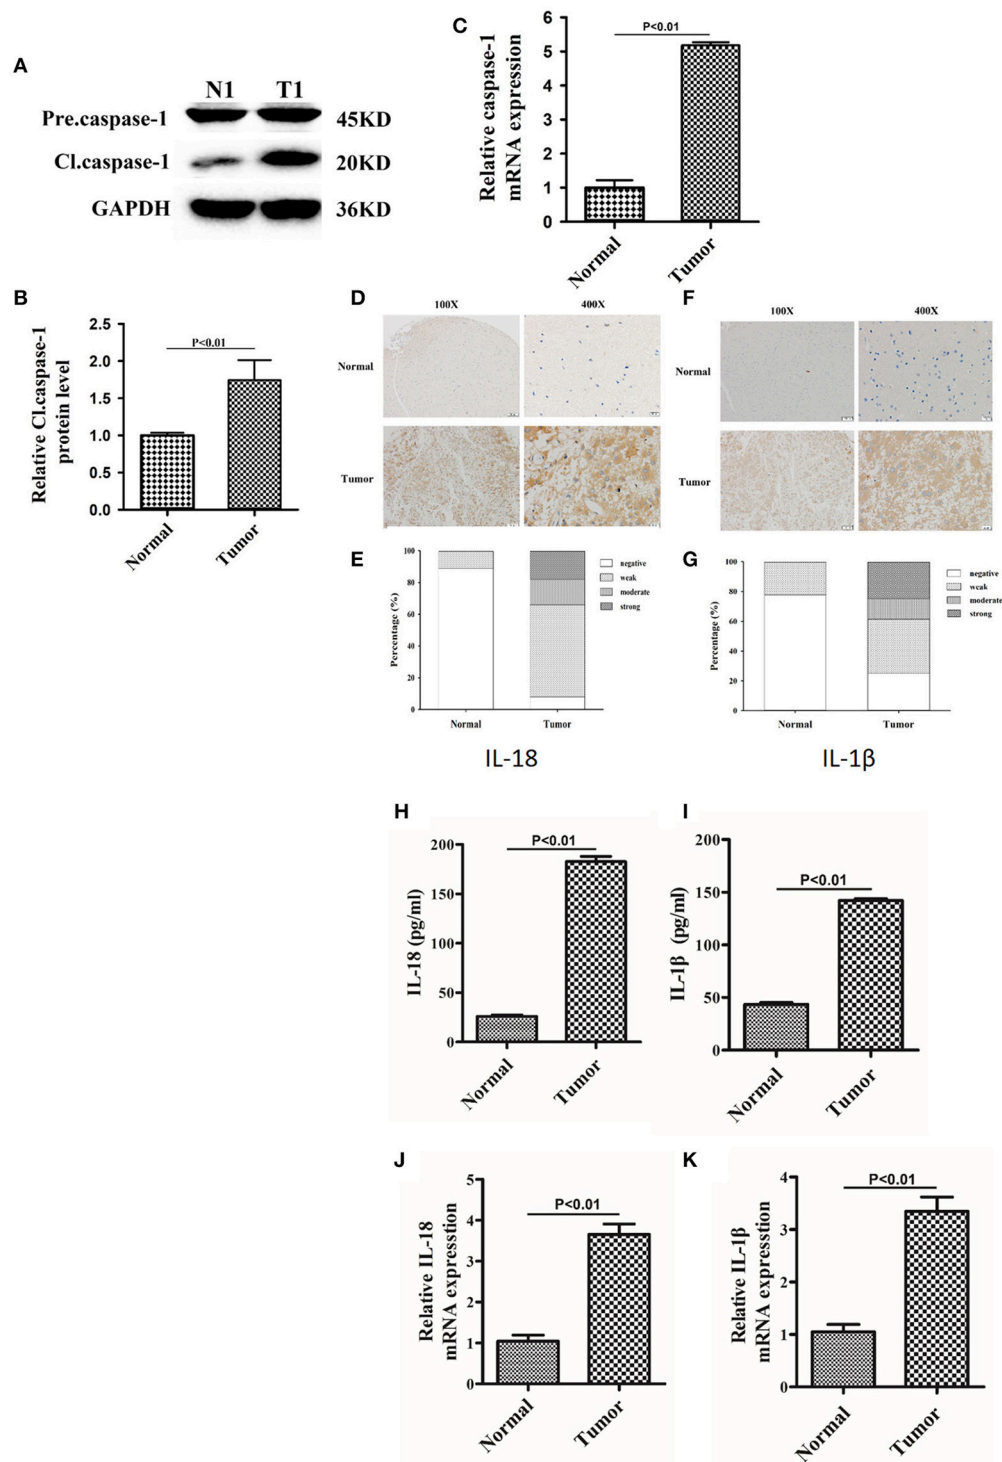 A
N1 T1
Pre.caspase-1 45KD
Cl.caspase-1 20KD
GAPDH 36KD
C
Relative caspase-1
mRNA expression
6
5
4
3
2
1
0
P<0.01
Normal
Tumor
B
Relative Cl.caspase-1
protein level
2.5
2.0
1.5
1.0
0.5
0.0
P<0.01
Normal
Tumor
D
100X 400X
Normal
Tumor
F
100X 400X
Normal
Tumor
E
Percentage (%)
100
80
60
40
20
0
negative
weak
moderate
strong
Normal Tumor
IL-18
G
Percentage (%)
100
80
60
40
20
0
negative
weak
moderate
strong
Normal Tumor
IL-1β
H
IL-18 (pg/ml)
200
150
100
50
0
P<0.01
Normal
Tumor
I
IL-1β (pg/ml)
200
150
100
50
0
P<0.01
Normal
Tumor
J
Relative IL-18
mRNA expresstion
5
4
3
2
1
0
P<0.01
Normal
Tumor
K
Relative IL-1β
mRNA expression
4
3
2
1
0
P<0.01
Normal
Tumor